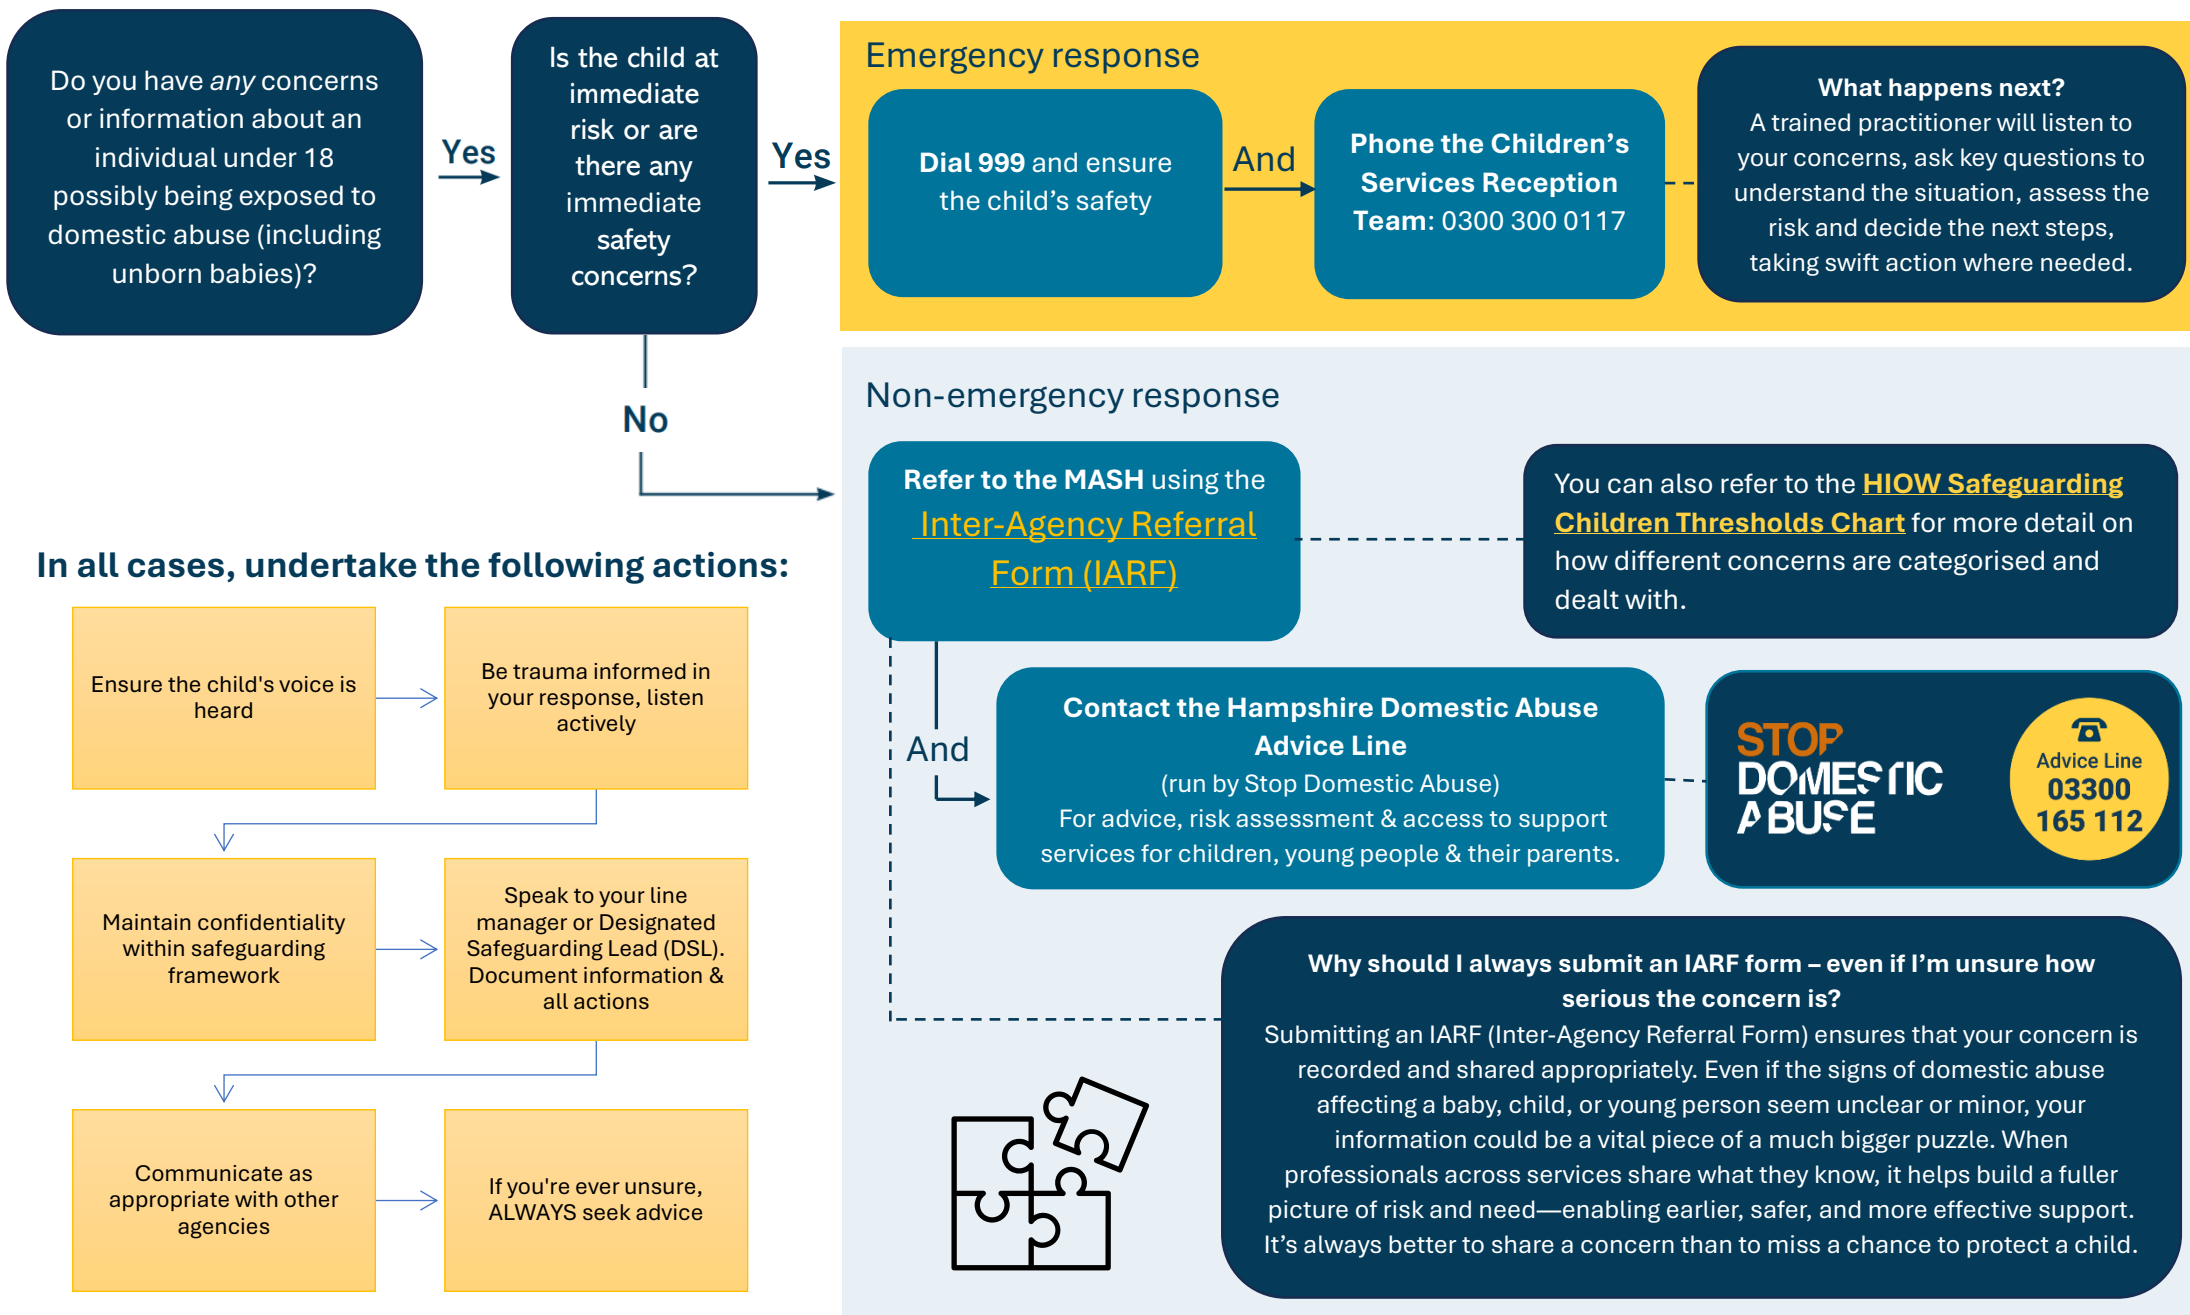 Do you have any concerns
or information about an
individual under 18
possibly being exposed to
domestic abuse (including
unborn babies)?
Yes
Is the child at
immediate
risk or are
there any
immediate
safety
concerns?
Yes
No
Emergency response
Dial 999 and ensure
the child's safety
And
Phone the Children's
Services Reception
Team: 0300 300 0117
What happens next?
A trained practitioner will listen to
your concerns, ask key questions to
understand the situation, assess the
risk and decide the next steps,
taking swift action where needed.
Non-emergency response
Refer to the MASH using the
Inter-Agency Referral
Form (IARF)
You can also refer to the HIOW Safeguarding
Children Thresholds Chart for more detail on
how different concerns are categorised and
dealt with.
And
Contact the Hampshire Domestic Abuse
Advice Line
(run by Stop Domestic Abuse)
For advice, risk assessment & access to support
services for children, young people & their parents.
STOP
DOMESTIC
ABUSE
Advice Line
03300
165 112
Why should I always submit an IARF form – even if I'm unsure how
serious the concern is?
Submitting an IARF (Inter-Agency Referral Form) ensures that your concern is
recorded and shared appropriately. Even if the signs of domestic abuse
affecting a baby, child, or young person seem unclear or minor, your
information could be a vital piece of a much bigger puzzle. When
professionals across services share what they know, it helps build a fuller
picture of risk and need—enabling earlier, safer, and more effective support.
It's always better to share a concern than to miss a chance to protect a child.
In all cases, undertake the following actions:
Ensure the child's voice is
heard
Be trauma informed in
your response, listen
actively
Maintain confidentiality
within safeguarding
framework
Speak to your line
manager or Designated
Safeguarding Lead (DSL).
Document information &
all actions
Communicate as
appropriate with other
agencies
If you're ever unsure,
ALWAYS seek advice